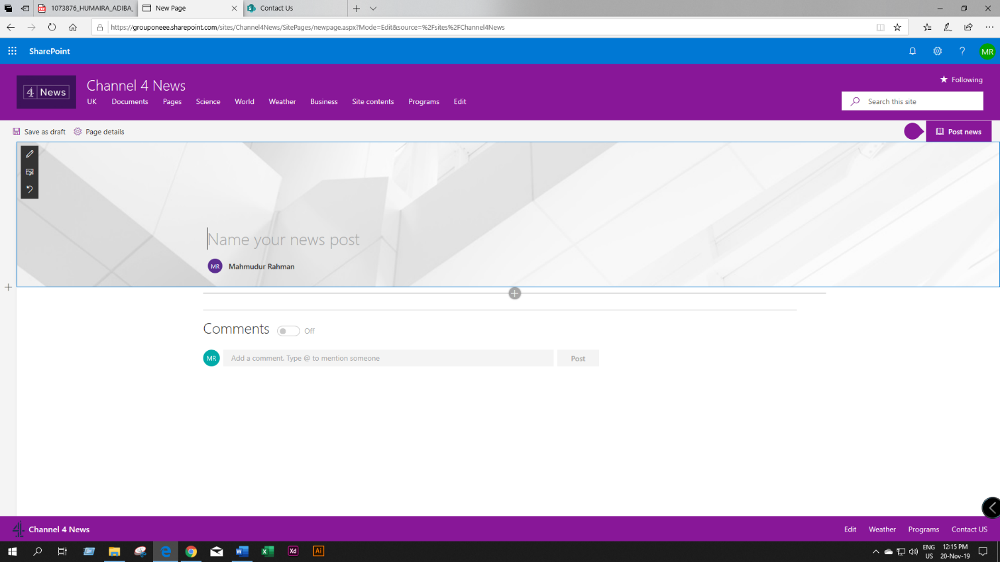 1073876_HUMAIRA_ADIBA_
New Page
Contact Us
https://grouponeee.sharepoint.com/sites/Channel4News/SitePages/newpage.aspx?Mode=Edit&source=%2Fsites%2FChannel4News
SharePoint
MR
4 News
Channel 4 News
Following
UK Documents Pages Science World Weather Business Site contents Programs Edit
Search this site
Save as draft Page details
Post news
Name your news post
MR Mahmudur Rahman
Comments Off
MR Add a comment. Type @ to mention someone Post
Channel 4 News
Edit Weather Programs Contact US
Xd Ai
ENG 12:15 PM
US 20-Nov-19